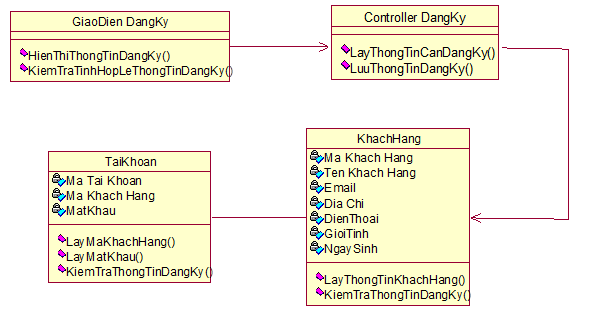 GiaoDien DangKy
HienThiThongTinDangKy()
KiemTraTinhHopLeThongTinDangKy()
Controller DangKy
LayThongTinCanDangKy()
LuuThongTinDangKy()
TaiKhoan
Ma Tai Khoan
Ma Khach Hang
MatKhau
LayMaKhachHang()
LayMatKhau()
KiemTraThongTinDangKy()
KhachHang
Ma Khach Hang
Ten Khach Hang
Email
Dia Chi
DienThoai
GioiTinh
NgaySinh
LayThongTinKhachHang()
KiemTraThongTinDangKy()